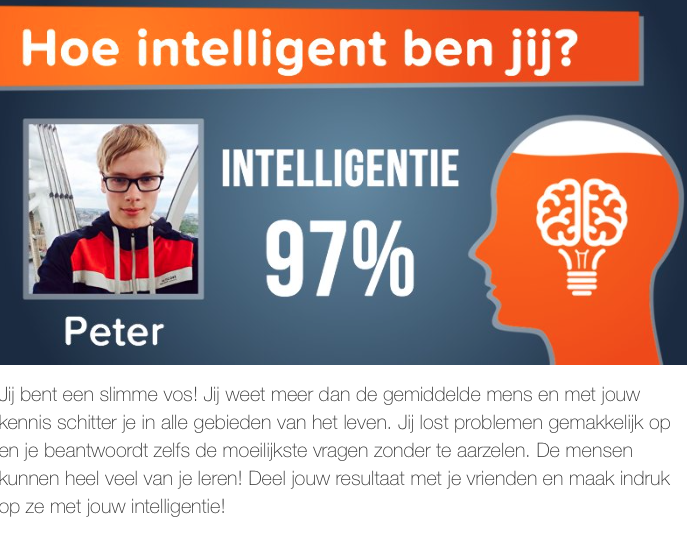 Hoe intelligent ben jij?
INTELLIGENTIE
97%
Peter
Jij bent een slimme vos! Jij weet meer dan de gemiddelde mens en met jouw
kennis schitter je in alle gebieden van het leven. Jij lost problemen gemakkelijk op
en je beantwoordt zelfs de moeilijkste vragen zonder te aarzelen. De mensen
kunnen heel veel van je leren! Deel jouw resultaat met je vrienden en maak indruk
op ze met jouw intelligentie!